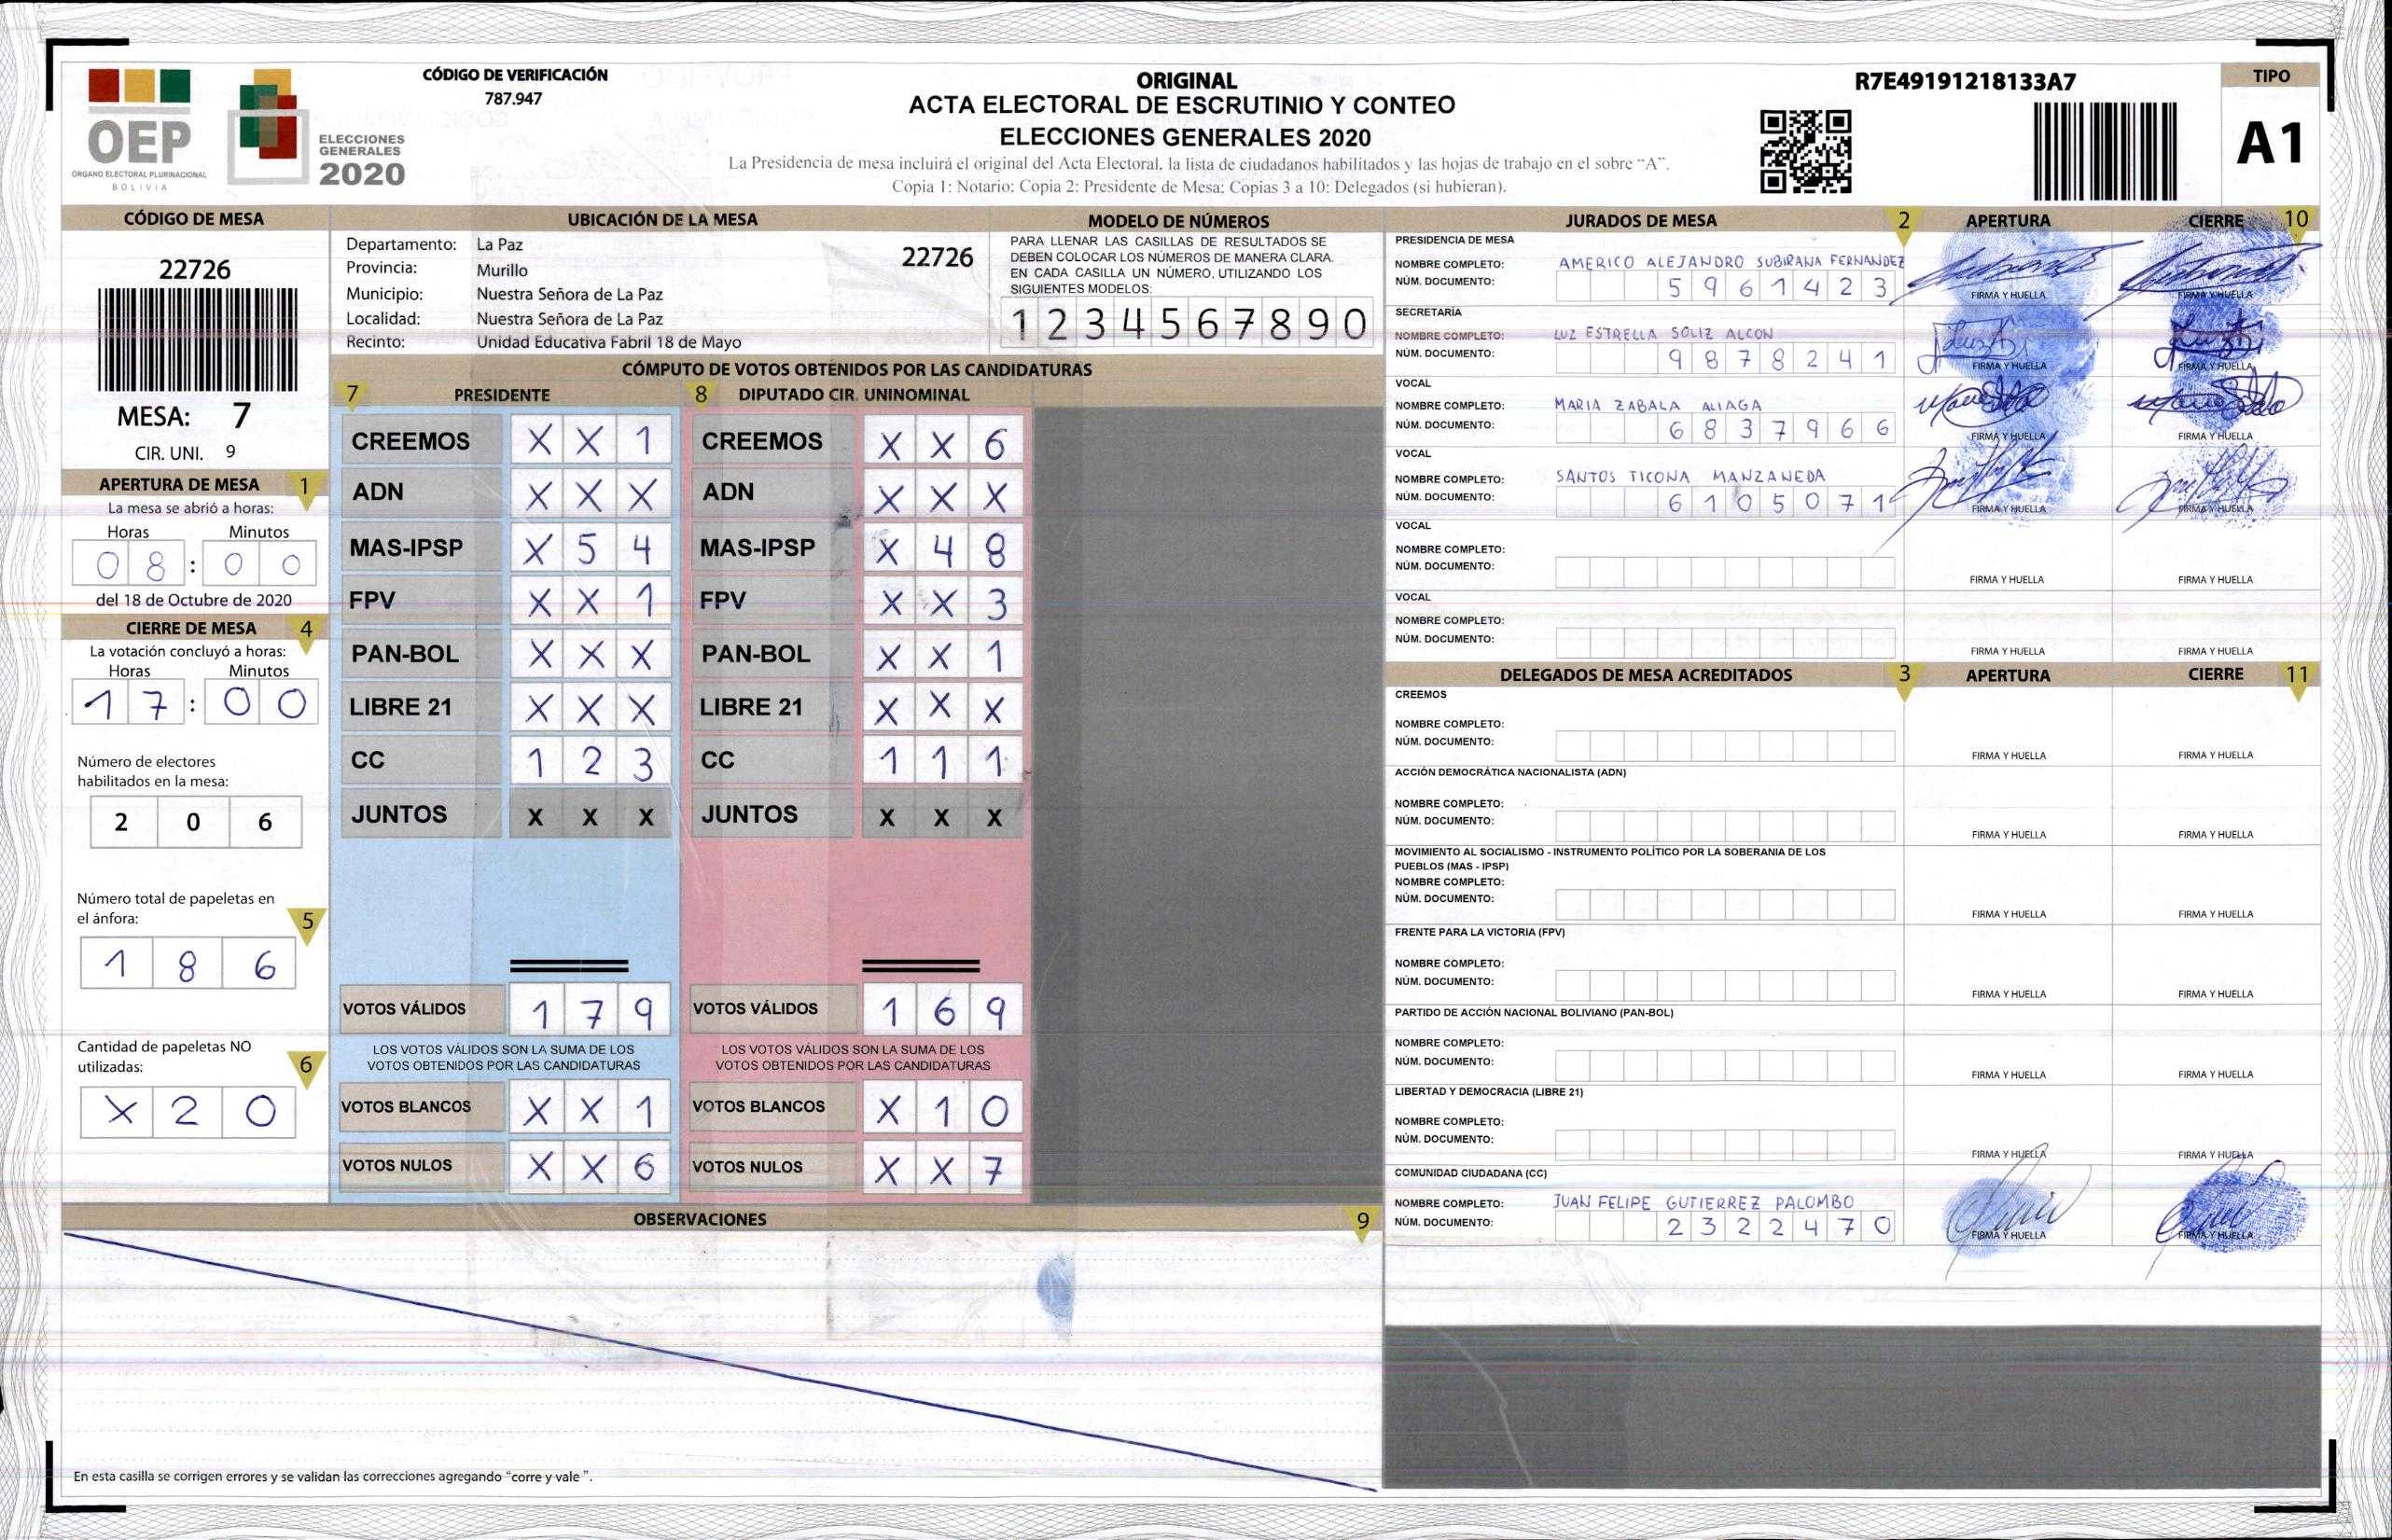 OEP
ORGANO ELECTORAL PLURINACIONAL
BOLIVIA
ELECCIONES
GENERALES
2020
CÓDIGO DE VERIFICACIÓN
787.947
ORIGINAL
ACTA ELECTORAL DE ESCRUTINIO Y CONTEO
ELECCIONES GENERALES 2020
La Presidencia de mesa incluirá el original del Acta Electoral, la lista de ciudadanos habilitados y las hojas de trabajo en el sobre "A".
Copia 1: Notario; Copia 2: Presidente de Mesa; Copias 3 a 10: Delegados (si hubieran).
R7E49191218133A7
TIPO
A1
CÓDIGO DE MESA
22726
MESA: 7
CIR. UNI. 9
APERTURA DE MESA 1
La mesa se abrió a horas:
Horas Minutos
0 8 : 0 0
del 18 de Octubre de 2020
CIERRE DE MESA 4
La votación concluyó a horas:
Horas Minutos
1 7 : 0 0
Número de electores
habilitados en la mesa:
2 0 6
Número total de papeletas en
el ánfora: 5
1 8 6
Cantidad de papeletas NO
utilizadas: 6
X 2 0
UBICACIÓN DE LA MESA
Departamento: La Paz
22726
Provincia: Murillo
Municipio: Nuestra Señora de La Paz
Localidad: Nuestra Señora de La Paz
Recinto: Unidad Educativa Fabril 18 de Mayo
MODELO DE NÚMEROS
PARA LLENAR LAS CASILLAS DE RESULTADOS SE
DEBEN COLOCAR LOS NÚMEROS DE MANERA CLARA.
EN CADA CASILLA UN NÚMERO, UTILIZANDO LOS
SIGUIENTES MODELOS:
1 2 3 4 5 6 7 8 9 0
CÓMPUTO DE VOTOS OBTENIDOS POR LAS CANDIDATURAS
7 PRESIDENTE 8 DIPUTADO CIR. UNINOMINAL
CREEMOS X X 1 CREEMOS X X 6
ADN X X X ADN X X X
MAS-IPSP X 5 4 MAS-IPSP X 4 8
FPV X X 1 FPV X X 3
PAN-BOL X X X PAN-BOL X X 1
LIBRE 21 X X X LIBRE 21 X X X
CC 1 2 3 CC 1 1 1
JUNTOS X X X JUNTOS X X X
VOTOS VÁLIDOS 1 7 9 VOTOS VÁLIDOS 1 6 9
LOS VOTOS VÁLIDOS SON LA SUMA DE LOS LOS VOTOS VÁLIDOS SON LA SUMA DE LOS
VOTOS OBTENIDOS POR LAS CANDIDATURAS VOTOS OBTENIDOS POR LAS CANDIDATURAS
VOTOS BLANCOS X X 1 VOTOS BLANCOS X 1 0
VOTOS NULOS X X 6 VOTOS NULOS X X 7
OBSERVACIONES 9
En esta casilla se corrigen errores y se validan las correcciones agregando "corre y vale ".
JURADOS DE MESA 2 APERTURA CIERRE 10
PRESIDENCIA DE MESA
NOMBRE COMPLETO: AMERICO ALEJANDRO SUBIRANA FERNANDEZ
NÚM. DOCUMENTO: 5 9 6 1 4 2 3
FIRMA Y HUELLA FIRMA Y HUELLA
SECRETARÍA
NOMBRE COMPLETO: LUZ ESTRELLA SOLIZ ALCON
NÚM. DOCUMENTO: 9 8 7 8 2 4 1
FIRMA Y HUELLA FIRMA Y HUELLA
VOCAL
NOMBRE COMPLETO: MARIA ZABALA ALIAGA
NÚM. DOCUMENTO: 6 8 3 7 9 6 6
FIRMA Y HUELLA FIRMA Y HUELLA
VOCAL
NOMBRE COMPLETO: SANTOS TICONA MANZANEDA
NÚM. DOCUMENTO: 6 1 0 5 0 7 1
FIRMA Y HUELLA FIRMA Y HUELLA
VOCAL
NOMBRE COMPLETO:
NÚM. DOCUMENTO:
FIRMA Y HUELLA FIRMA Y HUELLA
VOCAL
NOMBRE COMPLETO:
NÚM. DOCUMENTO:
FIRMA Y HUELLA FIRMA Y HUELLA
DELEGADOS DE MESA ACREDITADOS 3 APERTURA CIERRE 11
CREEMOS
NOMBRE COMPLETO:
NÚM. DOCUMENTO:
FIRMA Y HUELLA FIRMA Y HUELLA
ACCIÓN DEMOCRÁTICA NACIONALISTA (ADN)
NOMBRE COMPLETO:
NÚM. DOCUMENTO:
FIRMA Y HUELLA FIRMA Y HUELLA
MOVIMIENTO AL SOCIALISMO - INSTRUMENTO POLÍTICO POR LA SOBERANIA DE LOS
PUEBLOS (MAS - IPSP)
NOMBRE COMPLETO:
NÚM. DOCUMENTO:
FIRMA Y HUELLA FIRMA Y HUELLA
FRENTE PARA LA VICTORIA (FPV)
NOMBRE COMPLETO:
NÚM. DOCUMENTO:
FIRMA Y HUELLA FIRMA Y HUELLA
PARTIDO DE ACCIÓN NACIONAL BOLIVIANO (PAN-BOL)
NOMBRE COMPLETO:
NÚM. DOCUMENTO:
FIRMA Y HUELLA FIRMA Y HUELLA
LIBERTAD Y DEMOCRACIA (LIBRE 21)
NOMBRE COMPLETO:
NÚM. DOCUMENTO:
FIRMA Y HUELLA FIRMA Y HUELLA
COMUNIDAD CIUDADANA (CC)
NOMBRE COMPLETO: JUAN FELIPE GUTIERREZ PALOMBO
NÚM. DOCUMENTO: 2 3 2 2 4 7 0
FIRMA Y HUELLA FIRMA Y HUELLA